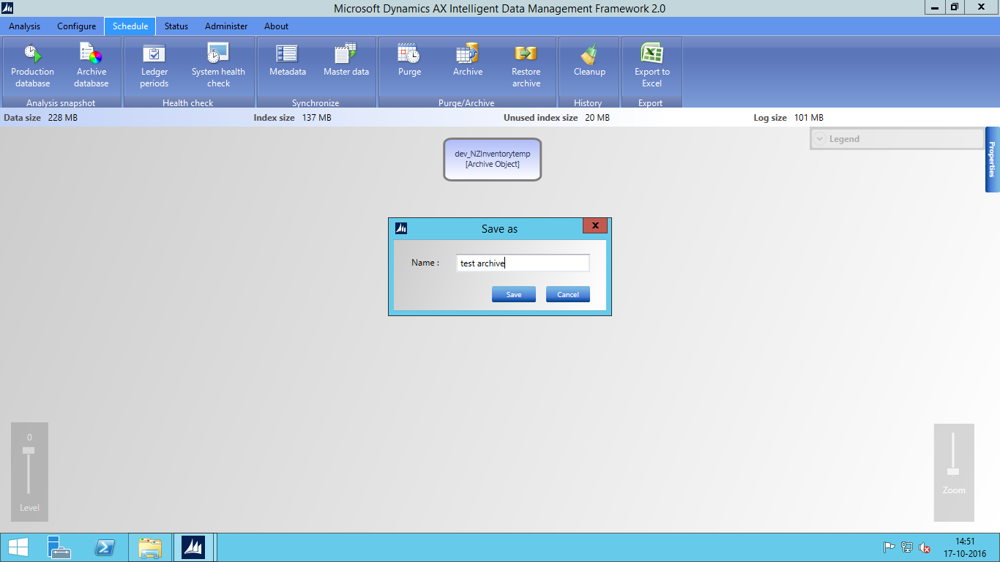 Microsoft Dynamics AX Intelligent Data Management Framework 2.0
Analysis Configure Schedule Status Administer About
Production database
Archive database
Analysis snapshot
Ledger periods
System health check
Health check
Metadata
Master data
Synchronize
Purge
Archive
Restore archive
Purge/Archive
Cleanup
History
Export to Excel
Export
Data size 228 MB Index size 137 MB Unused index size 20 MB Log size 101 MB
dev_NZInventorytemp
[Archive Object]
Legend
Properties
Save as
Name : test archive
Save Cancel
0
Level
Zoom
14:51
17-10-2016